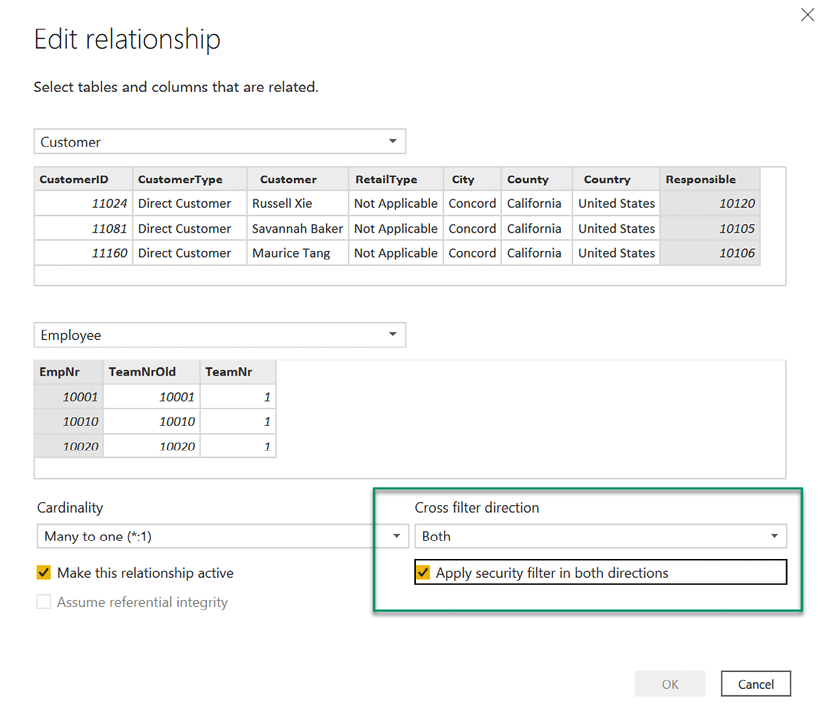 Edit relationship
Select tables and columns that are related.
Customer
CustomerID CustomerType Customer RetailType City County Country Responsible
11024 Direct Customer Russell Xie Not Applicable Concord California United States 10120
11081 Direct Customer Savannah Baker Not Applicable Concord California United States 10105
11160 Direct Customer Maurice Tang Not Applicable Concord California United States 10106
Employee
EmpNr TeamNrOld TeamNr
10001 10001 1
10010 10010 1
10020 10020 1
Cardinality Cross filter direction
Many to one (*:1) Both
Make this relationship active Apply security filter in both directions
Assume referential integrity
OK Cancel